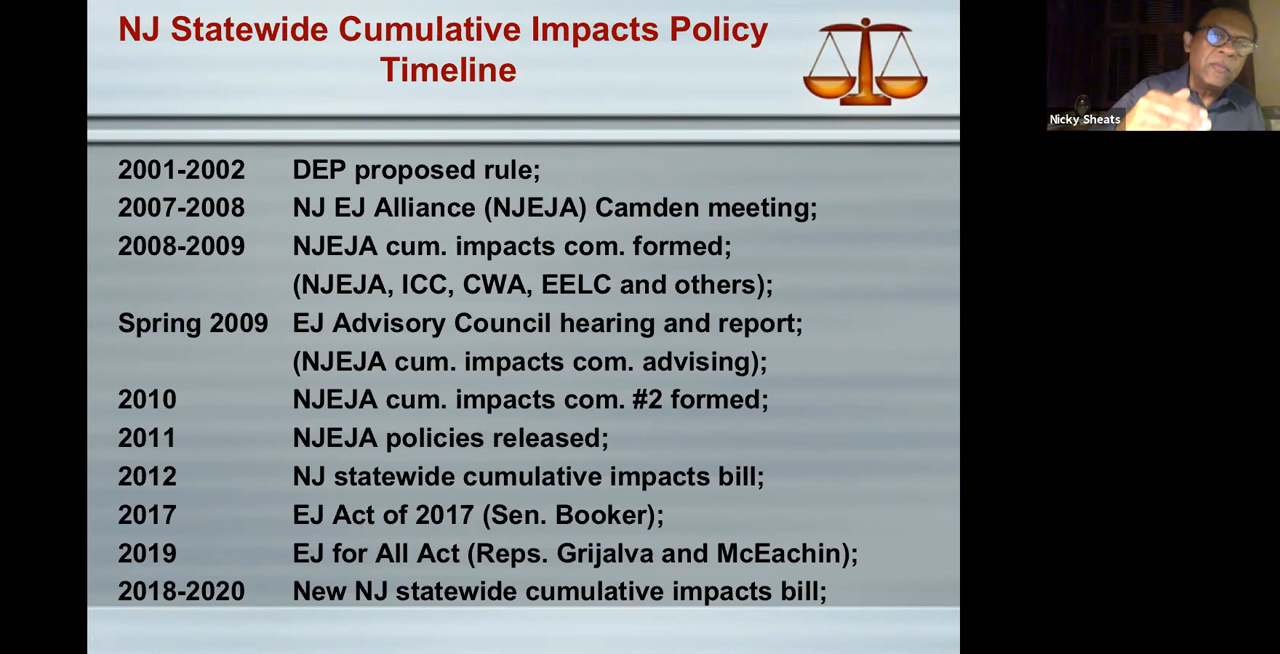 NJ Statewide Cumulative Impacts Policy
Timeline
2001-2002 DEP proposed rule;
2007-2008 NJ EJ Alliance (NJEJA) Camden meeting;
2008-2009 NJEJA cum. impacts com. formed;
(NJEJA, ICC, CWA, EELC and others);
Spring 2009 EJ Advisory Council hearing and report;
(NJEJA cum. impacts com. advising);
2010 NJEJA cum. impacts com. #2 formed;
2011 NJEJA policies released;
2012 NJ statewide cumulative impacts bill;
2017 EJ Act of 2017 (Sen. Booker);
2019 EJ for All Act (Reps. Grijalva and McEachin);
2018-2020 New NJ statewide cumulative impacts bill;
Nicky Sheats